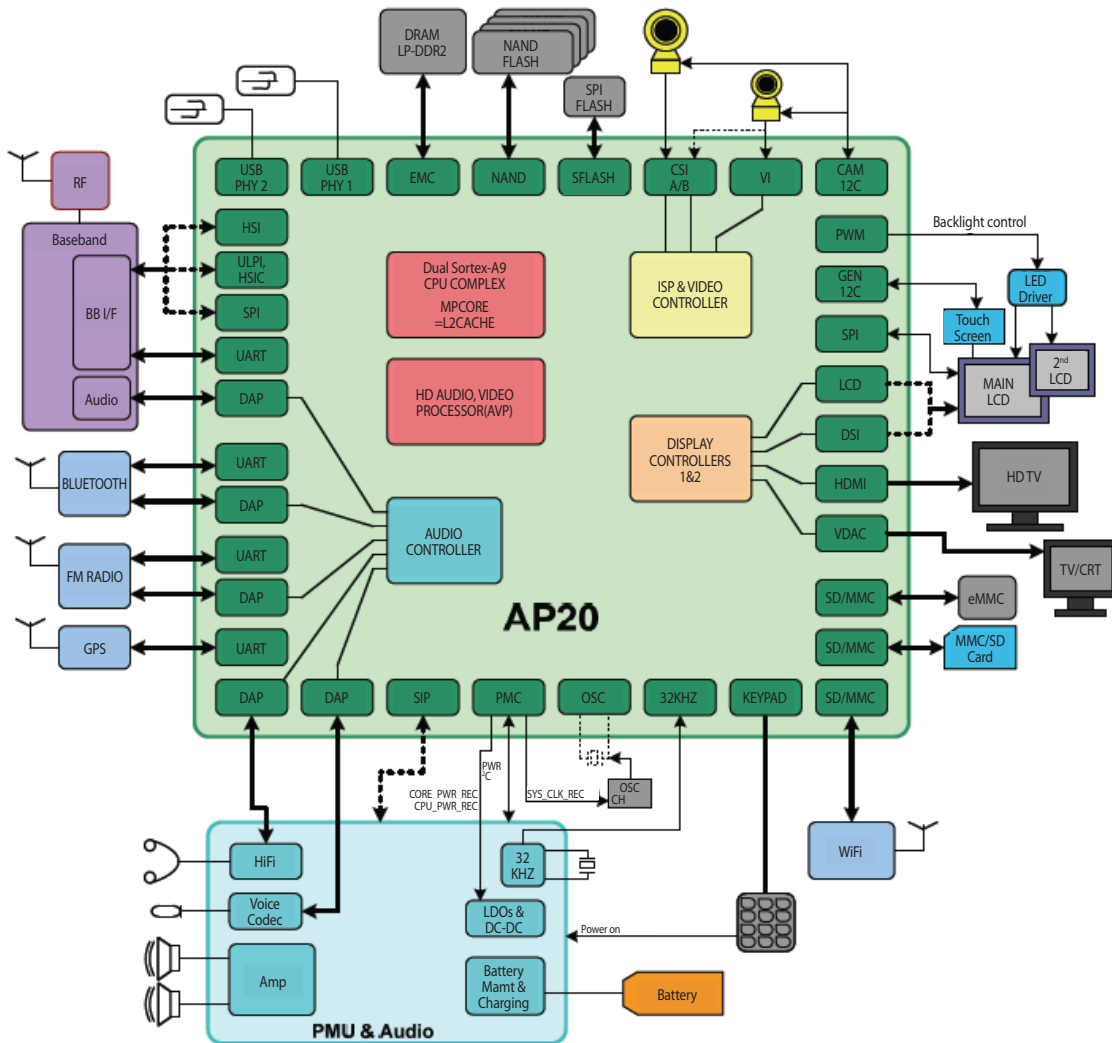 DRAM
LP-DDR2
NAND
FLASH
SPI
FLASH
USB
PHY 2
USB
PHY 1
EMC
NAND
SFLASH
CSI
A/B
VI
CAM
12C
RF
Baseband
BB I/F
Audio
HSI
ULPI,
HSIC
SPI
UART
DAP
Dual Sortex-A9
CPU COMPLEX
MPCORE
=L2CACHE
HD AUDIO, VIDEO
PROCESSOR(AVP)
ISP & VIDEO
CONTROLLER
PWM
Backlight control
GEN
12C
LED
Driver
Touch
Screen
SPI
MAIN
LCD
2nd
LCD
LCD
DSI
DISPLAY
CONTROLLERS
1&2
HDMI
HD TV
VDAC
TV/CRT
BLUETOOTH
UART
DAP
AUDIO
CONTROLLER
FM RADIO
UART
DAP
GPS
UART
AP20
SD/MMC
eMMC
SD/MMC
MMC/SD
Card
DAP
DAP
SIP
PMC
OSC
32KHZ
KEYPAD
SD/MMC
PWR
²C
CORE_PWR_REC
CPU_PWR_REC
SYS_CLK_REC
OSC
CH
HiFi
32
KHZ
WiFi
Voice
Codec
LDOs &
DC-DC
Power on
Amp
Battery
Mamt &
Charging
Battery
PMU & Audio